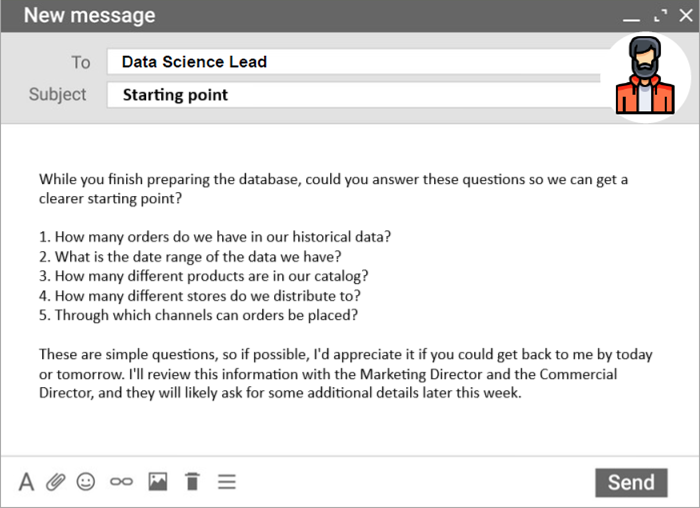 New message
To
Data Science Lead
Subject
Starting point
While you finish preparing the database, could you answer these questions so we can get a
clearer starting point?
1. How many orders do we have in our historical data?
2. What is the date range of the data we have?
3. How many different products are in our catalog?
4. How many different stores do we distribute to?
5. Through which channels can orders be placed?
These are simple questions, so if possible, I'd appreciate it if you could get back to me by today
or tomorrow. I'll review this information with the Marketing Director and the Commercial
Director, and they will likely ask for some additional details later this week.
A
Send